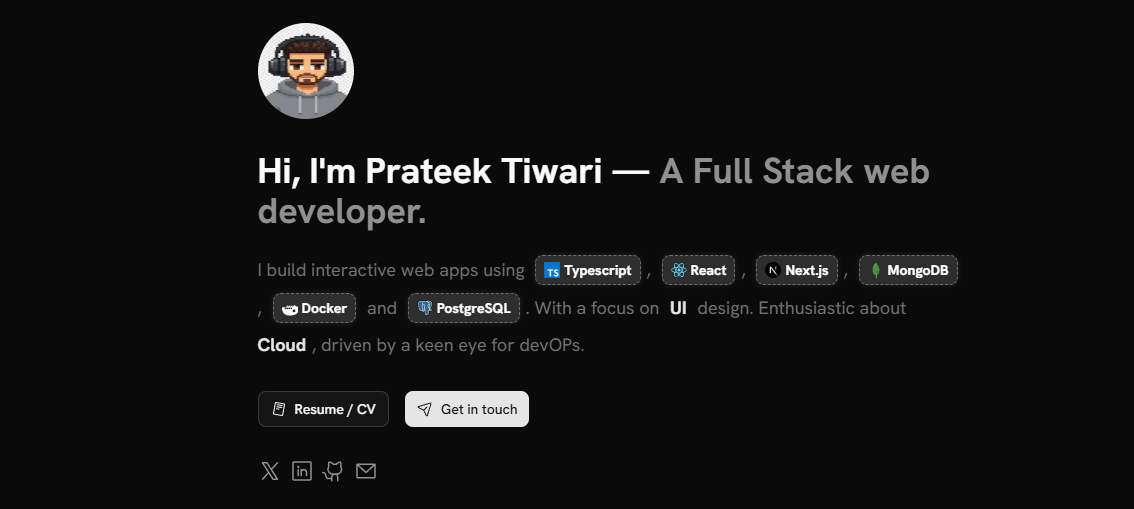 Hi, I'm Prateek Tiwari — A Full Stack web
developer.
I build interactive web apps using TS Typescript , React , N Next.js , MongoDB
, Docker and PostgreSQL . With a focus on UI design. Enthusiastic about
Cloud , driven by a keen eye for devOPs.
Resume / CV Get in touch
X in